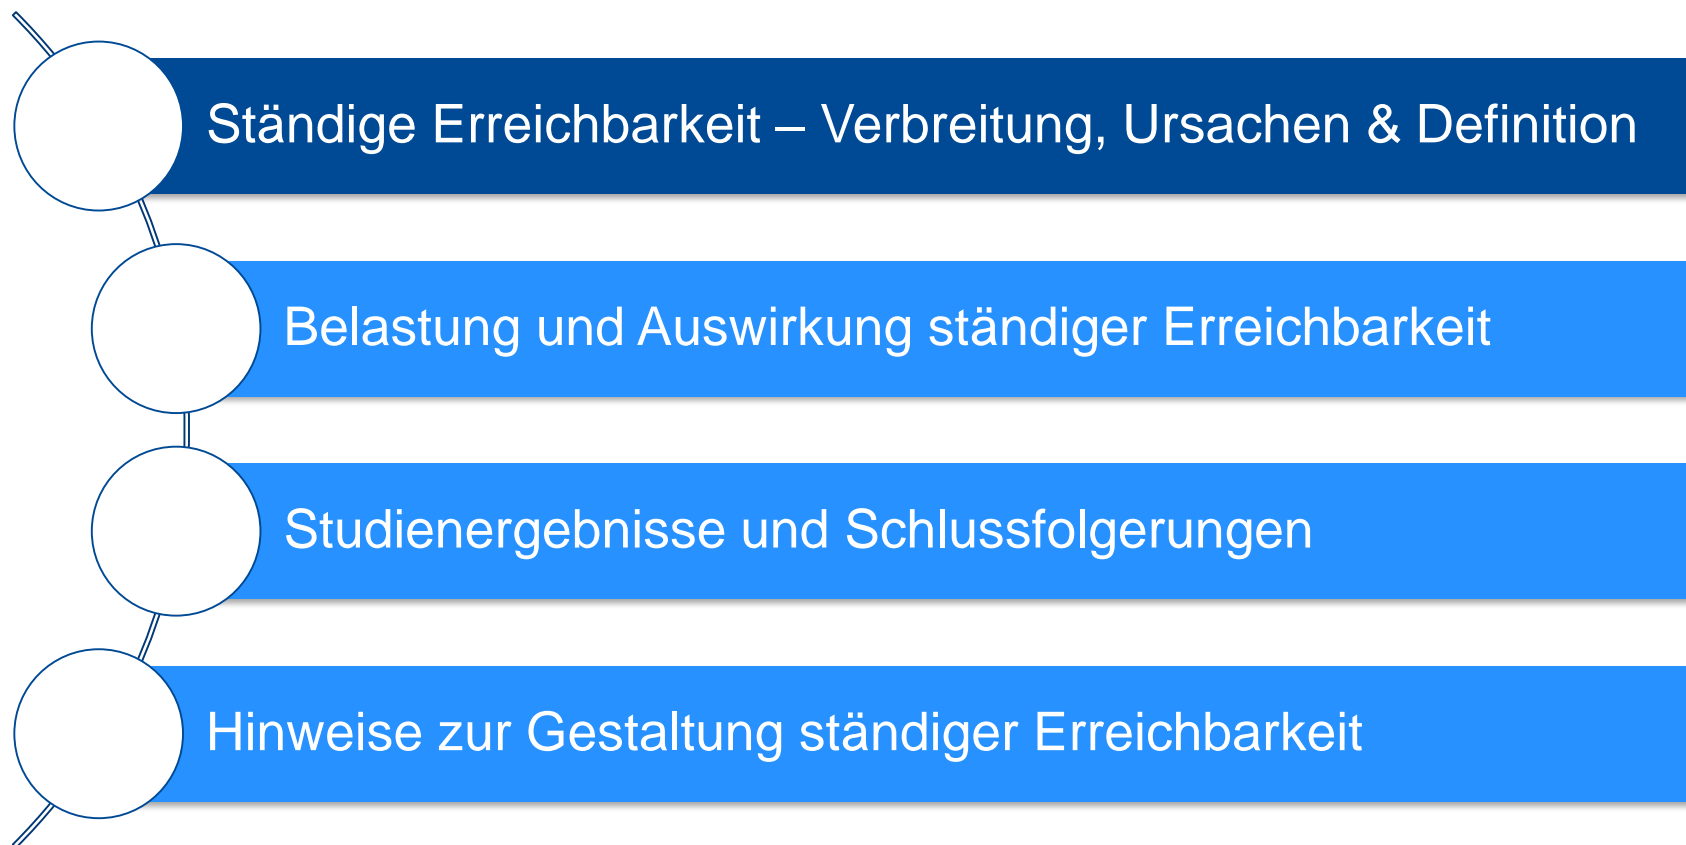 Ständige Erreichbarkeit – Verbreitung, Ursachen & Definition
Belastung und Auswirkung ständiger Erreichbarkeit
Studienergebnisse und Schlussfolgerungen
Hinweise zur Gestaltung ständiger Erreichbarkeit